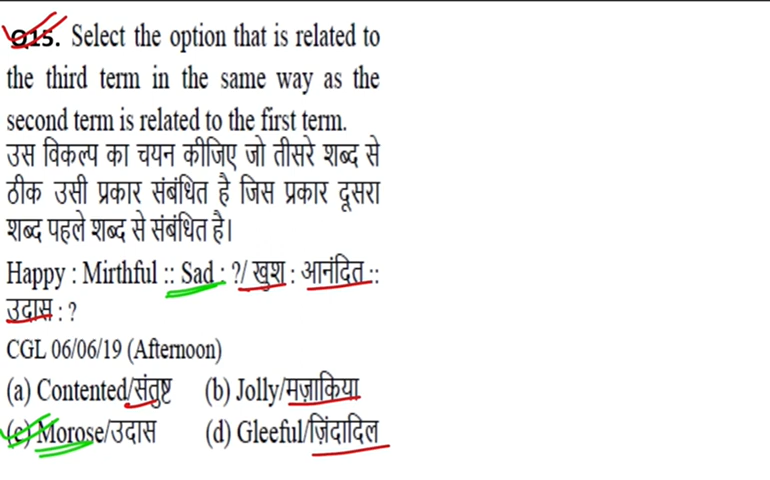 Q15. Select the option that is related to
the third term in the same way as the
second term is related to the first term.
उस विकल्प का चयन कीजिए जो तीसरे शब्द से
ठीक उसी प्रकार संबंधित है जिस प्रकार दूसरा
शब्द पहले शब्द से संबंधित है।
Happy : Mirthful :: Sad : ?/ खुश : आनंदित ::
उदास : ?
CGL 06/06/19 (Afternoon)
(a) Contented/संतुष्ट (b) Jolly/मज़ाकिया
(c) Morose/उदास (d) Gleeful/ज़िंदादिल